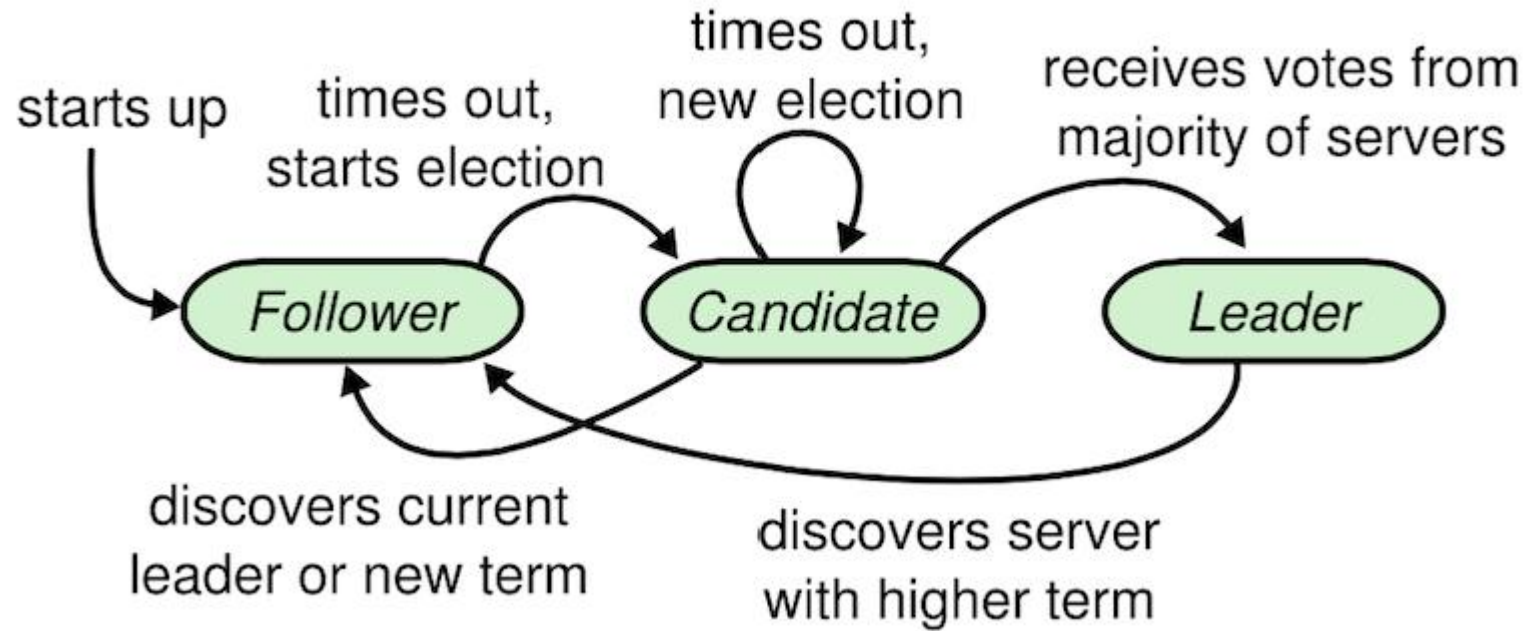 starts up
times out,
starts election
times out,
new election
receives votes from
majority of servers
Follower
Candidate
Leader
discovers current
leader or new term
discovers server
with higher term